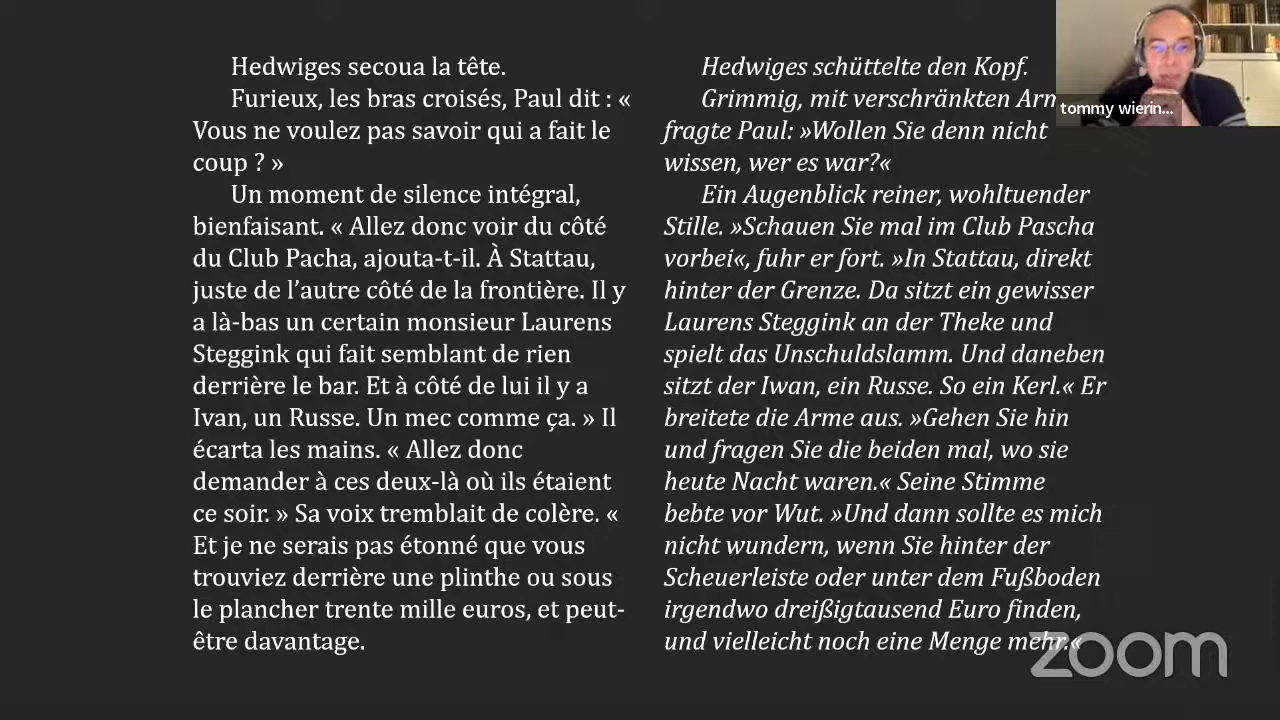 Hedwiges secoua la tête.
Furieux, les bras croisés, Paul dit : «
Vous ne voulez pas savoir qui a fait le
coup ? »
Un moment de silence intégral,
bienfaisant. « Allez donc voir du côté
du Club Pacha, ajouta-t-il. À Stattau,
juste de l’autre côté de la frontière. Il y
a là-bas un certain monsieur Laurens
Steggink qui fait semblant de rien
derrière le bar. Et à côté de lui il y a
Ivan, un Russe. Un mec comme ça. » Il
écarta les mains. « Allez donc
demander à ces deux-là où ils étaient
ce soir. » Sa voix tremblait de colère. «
Et je ne serais pas étonné que vous
trouviez derrière une plinthe ou sous
le plancher trente mille euros, et peut-
être davantage.
Hedwiges schüttelte den Kopf.
Grimmig, mit verschränkten Arm
fragte Paul: »Wollen Sie denn nicht
wissen, wer es war?«
Ein Augenblick reiner, wohltuender
Stille. »Schauen Sie mal im Club Pascha
vorbei«, fuhr er fort. »In Stattau, direkt
hinter der Grenze. Da sitzt ein gewisser
Laurens Steggink an der Theke und
spielt das Unschuldslamm. Und daneben
sitzt der Iwan, ein Russe. So ein Kerl.« Er
breitete die Arme aus. »Gehen Sie hin
und fragen Sie die beiden mal, wo sie
heute Nacht waren.« Seine Stimme
bebte vor Wut. »Und dann sollte es mich
nicht wundern, wenn Sie hinter der
Scheuerleiste oder unter dem Fußboden
irgendwo dreißigtausend Euro finden,
und vielleicht noch eine Menge mehr.«
tommy wierin...
zoom